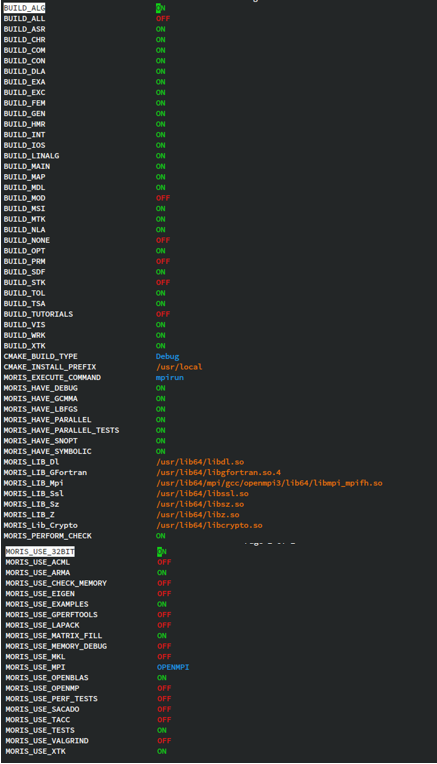 BUILD_ALG ON
BUILD_ALL OFF
BUILD_ASR ON
BUILD_CHR ON
BUILD_COM ON
BUILD_CON ON
BUILD_DLA ON
BUILD_EXA ON
BUILD_EXC ON
BUILD_FEM ON
BUILD_GEN ON
BUILD_HMR ON
BUILD_INT ON
BUILD_IOS ON
BUILD_LINALG ON
BUILD_MAIN ON
BUILD_MAP ON
BUILD_MDL ON
BUILD_MOD OFF
BUILD_MSI ON
BUILD_MTK ON
BUILD_NLA ON
BUILD_NONE OFF
BUILD_OPT ON
BUILD_PRM OFF
BUILD_SDF ON
BUILD_STK OFF
BUILD_TOL ON
BUILD_TSA ON
BUILD_TUTORIALS OFF
BUILD_VIS ON
BUILD_WRK ON
BUILD_XTK ON
CMAKE_BUILD_TYPE Debug
CMAKE_INSTALL_PREFIX /usr/local
MORIS_EXECUTE_COMMAND mpirun
MORIS_HAVE_DEBUG ON
MORIS_HAVE_GCMMA ON
MORIS_HAVE_LBFGS ON
MORIS_HAVE_PARALLEL ON
MORIS_HAVE_PARALLEL_TESTS ON
MORIS_HAVE_SNOPT ON
MORIS_HAVE_SYMBOLIC ON
MORIS_LIB_Dl /usr/lib64/libdl.so
MORIS_LIB_GFortran /usr/lib64/libgfortran.so.4
MORIS_LIB_Mpi /usr/lib64/mpi/gcc/openmpi3/lib64/libmpi_mpifh.so
MORIS_LIB_Ssl /usr/lib64/libssl.so
MORIS_LIB_Sz /usr/lib64/libsz.so
MORIS_LIB_Z /usr/lib64/libz.so
MORIS_Lib_Crypto /usr/lib64/libcrypto.so
MORIS_PERFORM_CHECK ON
MORIS_USE_32BIT ON
MORIS_USE_ACML OFF
MORIS_USE_ARMA ON
MORIS_USE_CHECK_MEMORY OFF
MORIS_USE_EIGEN OFF
MORIS_USE_EXAMPLES ON
MORIS_USE_GPERFTOOLS OFF
MORIS_USE_LAPACK OFF
MORIS_USE_MATRIX_FILL ON
MORIS_USE_MEMORY_DEBUG OFF
MORIS_USE_MKL OFF
MORIS_USE_MPI OPENMPI
MORIS_USE_OPENBLAS ON
MORIS_USE_OPENMP OFF
MORIS_USE_PERF_TESTS OFF
MORIS_USE_SACADO OFF
MORIS_USE_TACC OFF
MORIS_USE_TESTS ON
MORIS_USE_VALGRIND OFF
MORIS_USE_XTK ON